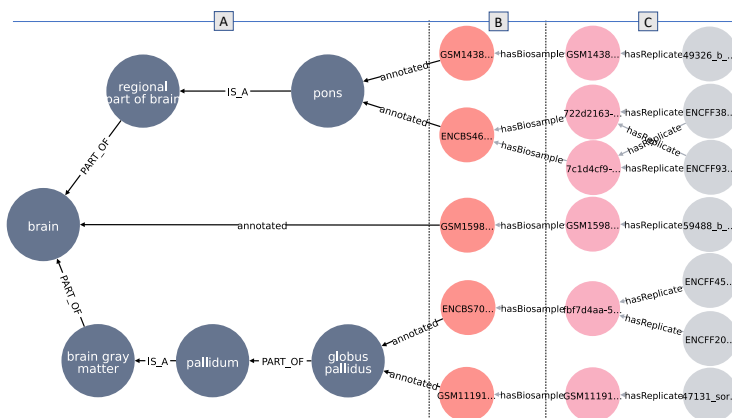 A
B
C
GSM1438...
hasBiosample
GSM1438...
hasReplicate
49326_b_...
annotated
regional
part of brain
IS_A
pons
annotated
722d2163-...
hasReplicate
ENCFF38...
hasBiosample
ENCBS46...
hasReplicate
hasReplicate
PART_OF
hasBiosample
7c1d4cf9-...
hasReplicate
ENCFF93...
brain
annotated
GSM1598...
hasBiosample
GSM1598...
hasReplicate
59488_b_...
PART_OF
ENCFF45...
hasReplicate
ENCBS70...
hasBiosample
fbf7d4aa-5...
annotated
hasReplicate
ENCFF20...
brain gray
matter
IS_A
pallidum
PART_OF
globus
pallidus
annotated
GSM11191...
hasBiosample
GSM11191...
hasReplicate
47131_sor...